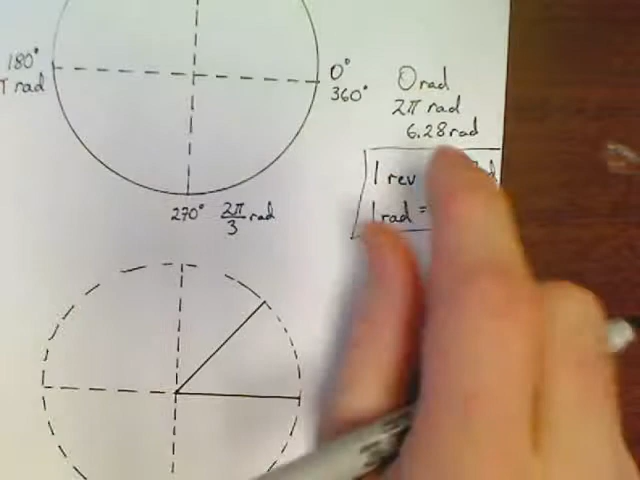 180°
0°
360°
rad
0 rad
2π rad
6.28 rad
1 rev
1 rad =
270° 2π/3 rad